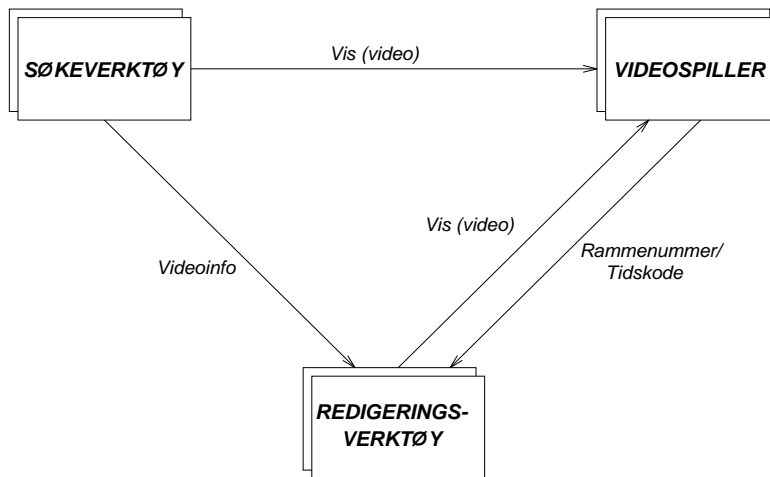 SØKEVERKTØY
Vis (video)
VIDEOSPILLER
Vis (video)
Videoinfo
Rammenummer/
Tidskode
REDIGERINGS-
VERKTØY